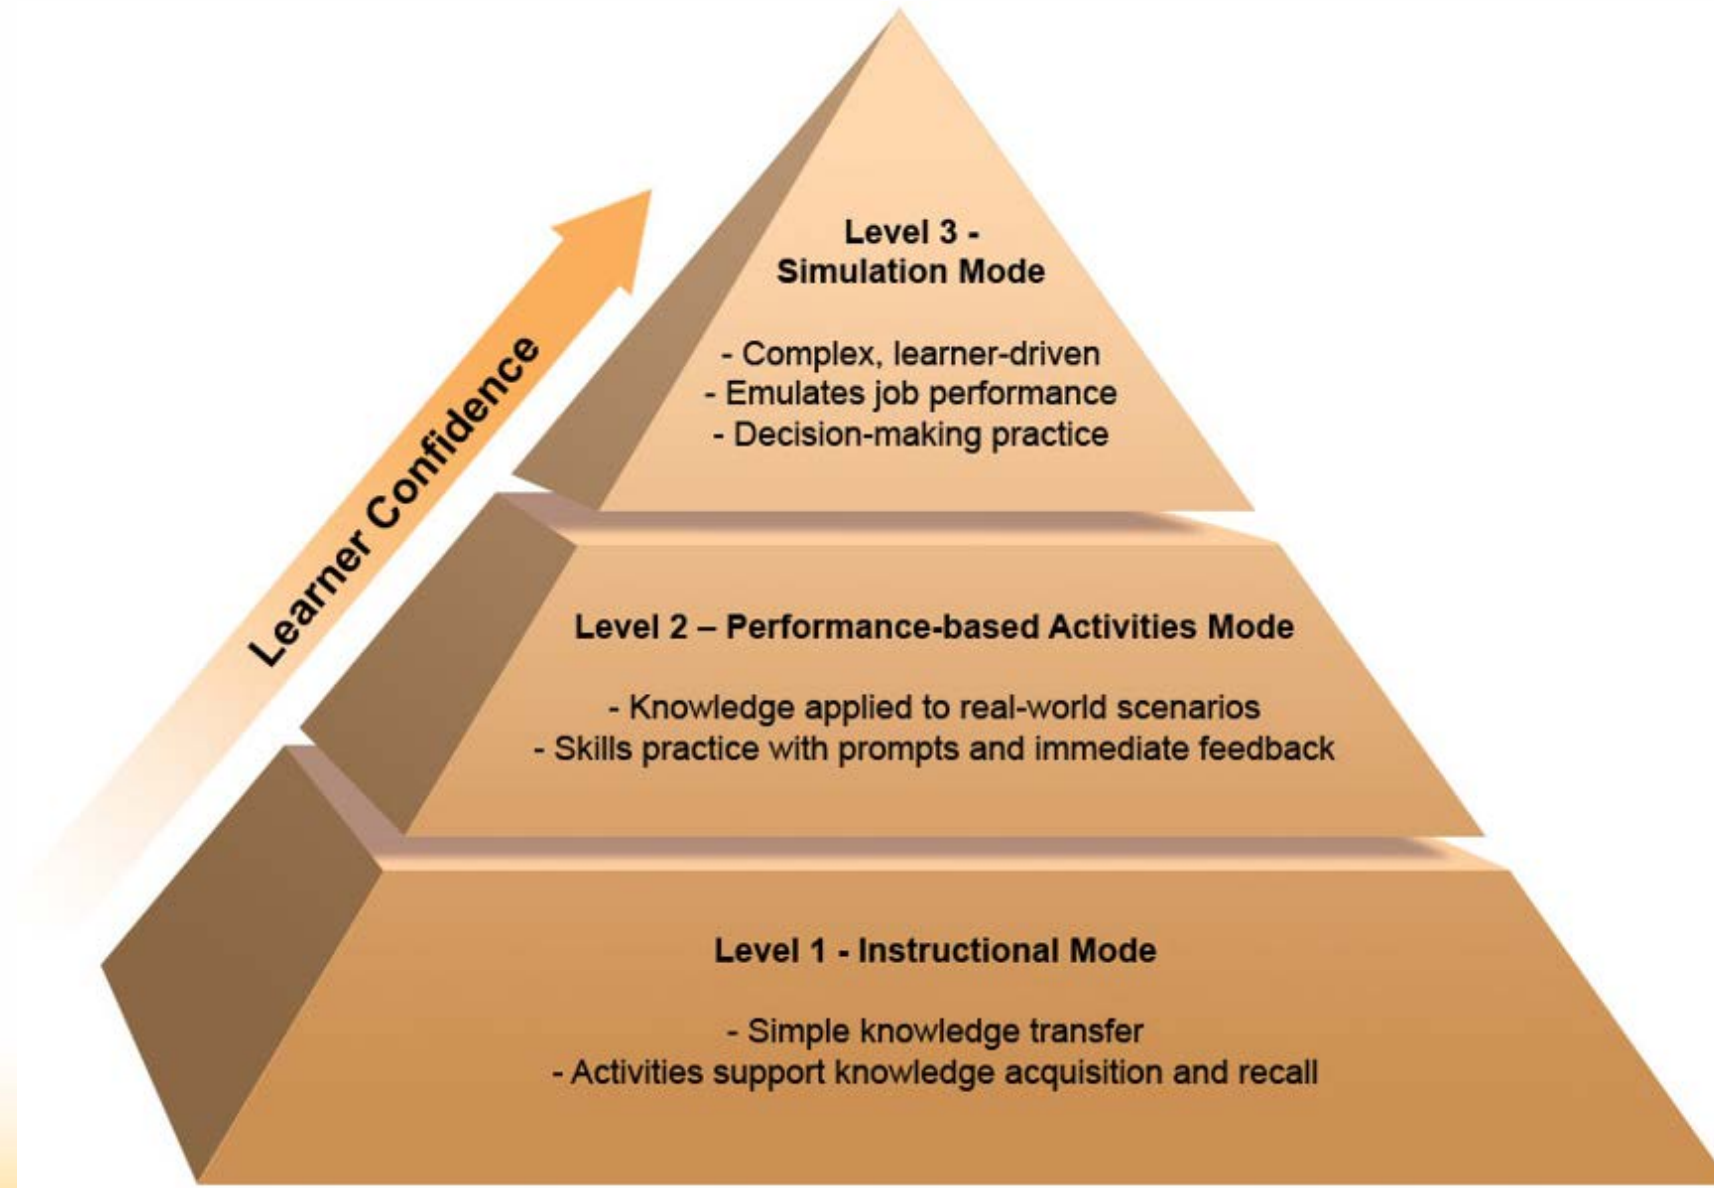 Level 3 -
Simulation Mode
- Complex, learner-driven
- Emulates job performance
- Decision-making practice
Learner Confidence
Level 2 – Performance-based Activities Mode
- Knowledge applied to real-world scenarios
- Skills practice with prompts and immediate feedback
Level 1 - Instructional Mode
- Simple knowledge transfer
- Activities support knowledge acquisition and recall